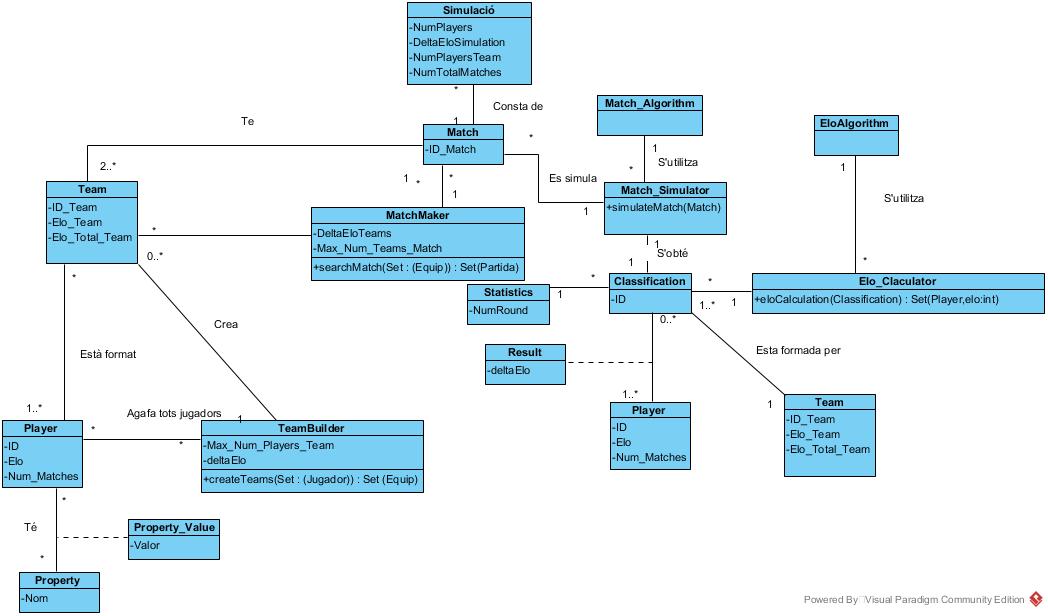 Simulació
-NumPlayers
-DeltaEloSimulation
-NumPlayersTeam
-NumTotalMatches
*
Consta de
1
Match
-ID_Match
Te
2..*
*
1
*
*
1
Match_Algorithm
1
S'utilitza
*
EloAlgorithm
1
S'utilitza
*
Es simula
1
Match_Simulator
+simulateMatch(Match)
1
S'obté
1
Team
-ID_Team
-Elo_Team
-Elo_Total_Team
*
0..*
*
MatchMaker
-DeltaEloTeams
-Max_Num_Teams_Match
+searchMatch(Set : (Equip)) : Set(Partida)
Statistics
-NumRound
1
*
Classification
-ID
*
1..*
1
0..*
Elo_Claculator
+eloCalculation(Classification) : Set(Player,elo:int)
Crea
Està format
Result
-deltaElo
Esta formada per
1..*
1
1..*
Agafa tots jugadors
1
Player
-ID
-Elo
-Num_Matches
*
*
TeamBuilder
-Max_Num_Players_Team
-deltaElo
+createTeams(Set : (Jugador)) : Set (Equip)
Player
-ID
-Elo
-Num_Matches
Team
-ID_Team
-Elo_Team
-Elo_Total_Team
*
Té
*
Property_Value
-Valor
Property
-Nom
Powered By Visual Paradigm Community Edition